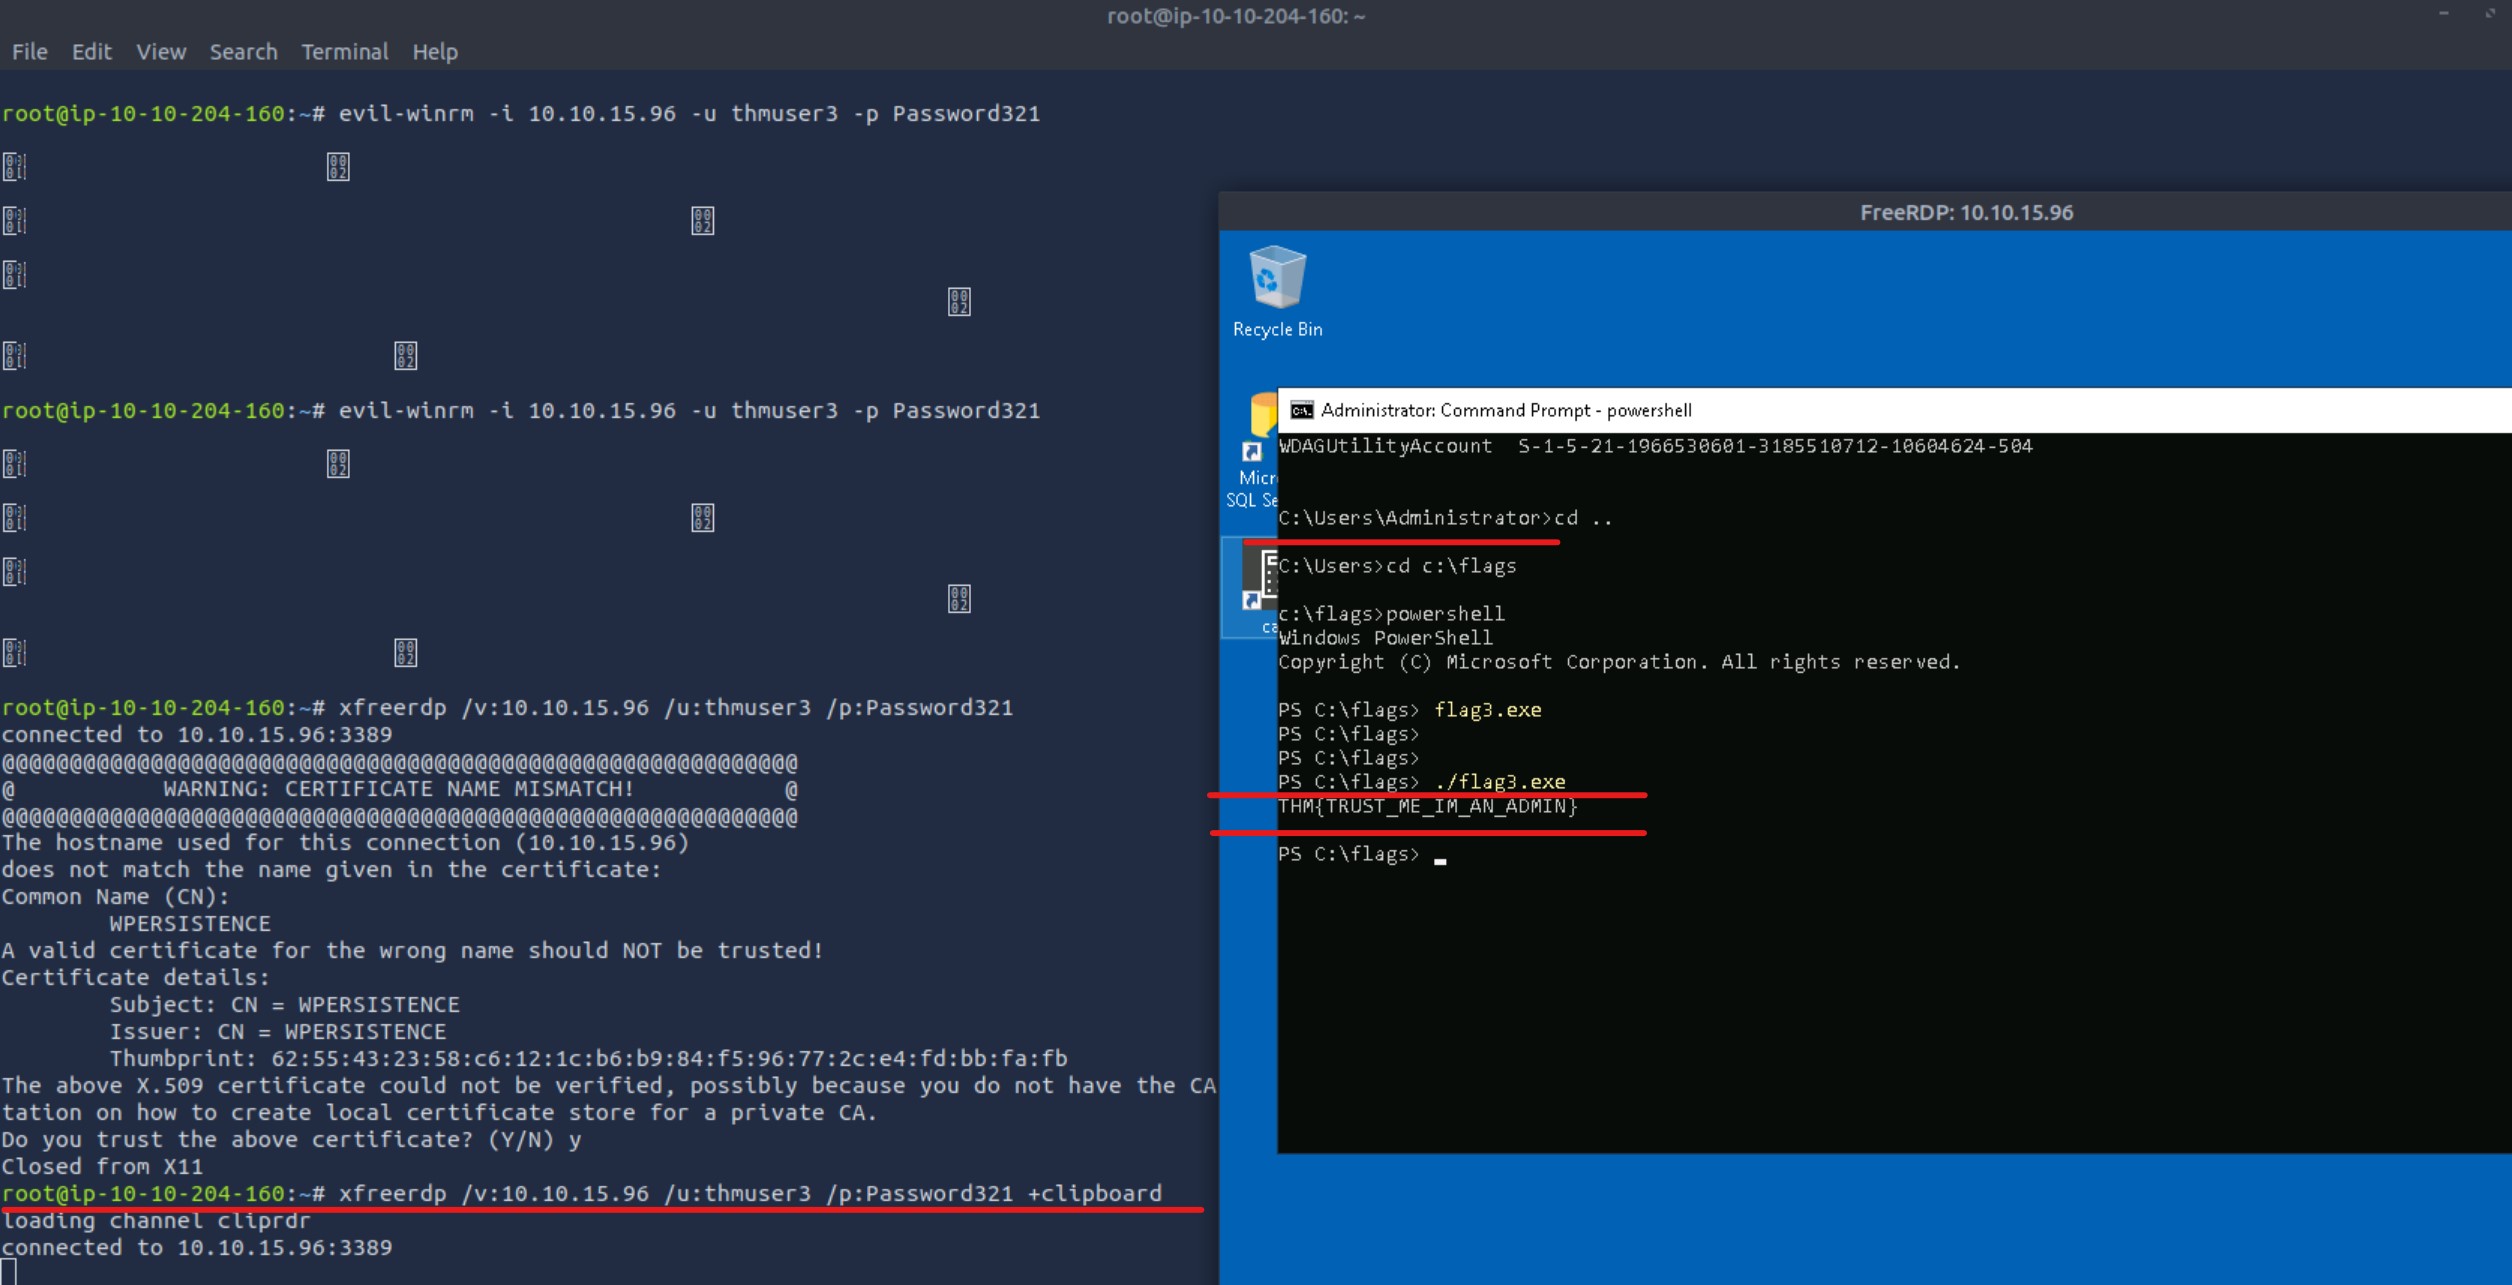 root@ip-10-10-204-160: ~
File Edit View Search Terminal Help
root@ip-10-10-204-160:~# evil-winrm -i 10.10.15.96 -u thmuser3 -p Password321
root@ip-10-10-204-160:~# evil-winrm -i 10.10.15.96 -u thmuser3 -p Password321
root@ip-10-10-204-160:~# xfreerdp /v:10.10.15.96 /u:thmuser3 /p:Password321
connected to 10.10.15.96:3389
@@@@@@@@@@@@@@@@@@@@@@@@@@@@@@@@@@@@@@@@@@@@@@@@@@@@@@@@@@@
@           WARNING: CERTIFICATE NAME MISMATCH!           @
@@@@@@@@@@@@@@@@@@@@@@@@@@@@@@@@@@@@@@@@@@@@@@@@@@@@@@@@@@@
The hostname used for this connection (10.10.15.96)
does not match the name given in the certificate:
Common Name (CN):
WPERSISTENCE
A valid certificate for the wrong name should NOT be trusted!
Certificate details:
Subject: CN = WPERSISTENCE
Issuer: CN = WPERSISTENCE
Thumbprint: 62:55:43:23:58:c6:12:1c:b6:b9:84:f5:96:77:2c:e4:fd:bb:fa:fb
The above X.509 certificate could not be verified, possibly because you do not have the CA
tation on how to create local certificate store for a private CA.
Do you trust the above certificate? (Y/N) y
Closed from X11
root@ip-10-10-204-160:~# xfreerdp /v:10.10.15.96 /u:thmuser3 /p:Password321 +clipboard
loading channel cliprdr
connected to 10.10.15.96:3389
FreeRDP: 10.10.15.96
Recycle Bin
Micr
SQL Se
ca
Administrator: Command Prompt - powershell
WDAGUtilityAccount  S-1-5-21-1966530601-3185510712-10604624-504
C:\Users\Administrator>cd ..
C:\Users>cd c:\flags
c:\flags>powershell
Windows PowerShell
Copyright (C) Microsoft Corporation. All rights reserved.
PS C:\flags> flag3.exe
PS C:\flags>
PS C:\flags>
PS C:\flags> ./flag3.exe
THM{TRUST_ME_IM_AN_ADMIN}
PS C:\flags>